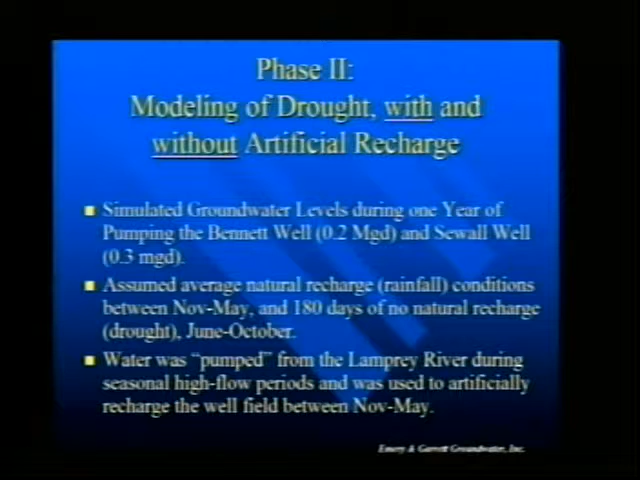 Phase II:
Modeling of Drought, with and
without Artificial Recharge
Simulated Groundwater Levels during one Year of
Pumping the Bennett Well (0.2 Mgd) and Sewall Well
(0.3 mgd).
Assumed average natural recharge (rainfall) conditions
between Nov-May, and 180 days of no natural recharge
(drought), June-October.
Water was "pumped" from the Lamprey River during
seasonal high-flow periods and was used to artificially
recharge the well field between Nov-May.
Emery & Garrett Groundwater, Inc.